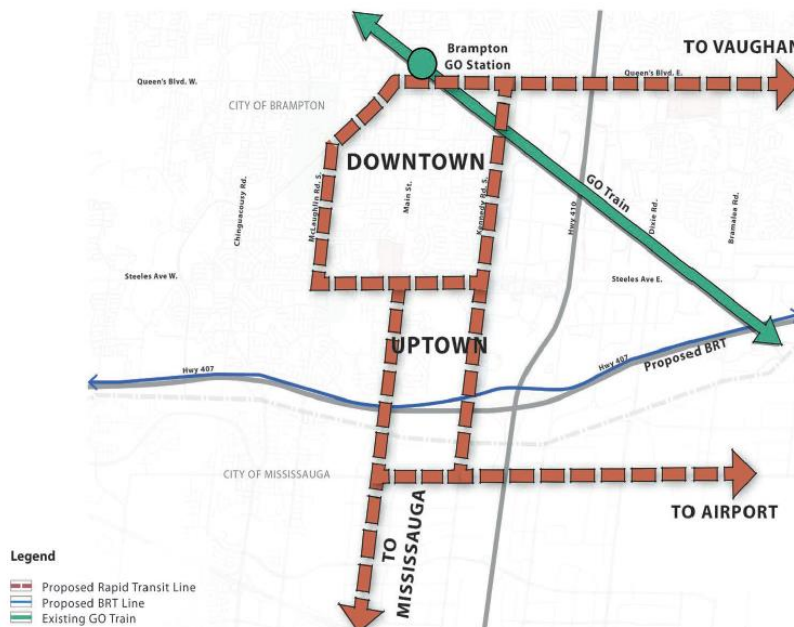 Brampton
GO Station
TO VAUGHAN
Queen's Blvd. W.
Queen's Blvd. E.
CITY OF BRAMPTON
DOWNTOWN
GO Train
Chinguacousy Rd.
McLaughlin Rd. S.
Main St.
Kennedy Rd. S.
Hwy 410
Dixie Rd.
Bramalea Rd.
Steeles Ave W.
Steeles Ave E.
UPTOWN
Hwy 407
Hwy 407
Proposed BRT
CITY OF MISSISSAUGA
TO AIRPORT
TO
MISSISSAUGA
Legend
Proposed Rapid Transit Line
Proposed BRT Line
Existing GO Train